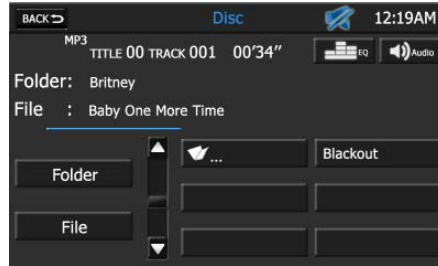 BACK Disc 12:19AM
MP3
TITLE 00 TRACK 001 00'34"
EQ Audio
Folder: Britney
File : Baby One More Time
... Blackout
Folder
File